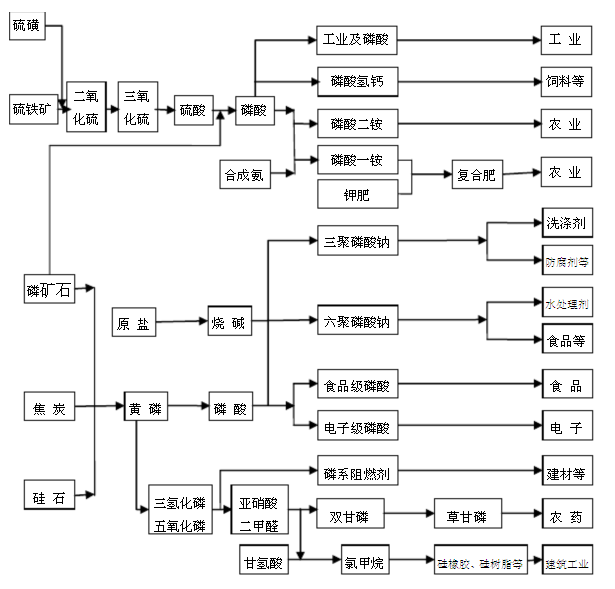 硫磺
工业及磷酸
工 业
硫铁矿
二氧
化硫
三氧
化硫
硫酸
磷酸
磷酸氢钙
饲料等
磷酸二铵
农 业
合成氨
磷酸一铵
钾肥
复合肥
农 业
洗涤剂
三聚磷酸钠
防腐剂等
磷矿石
原 盐
烧碱
六聚磷酸钠
水处理剂
食品等
焦 炭
黄 磷
磷 酸
食品级磷酸
食 品
电子级磷酸
电 子
硅 石
三氢化磷
五氧化磷
亚硝酸
二甲醛
磷系阻燃剂
建材等
双甘磷
草甘磷
农 药
甘氢酸
氯甲烷
硅橡胶、硅树脂等
建筑工业